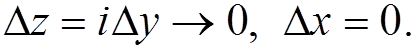 Δz = iΔy → 0, Δx = 0.